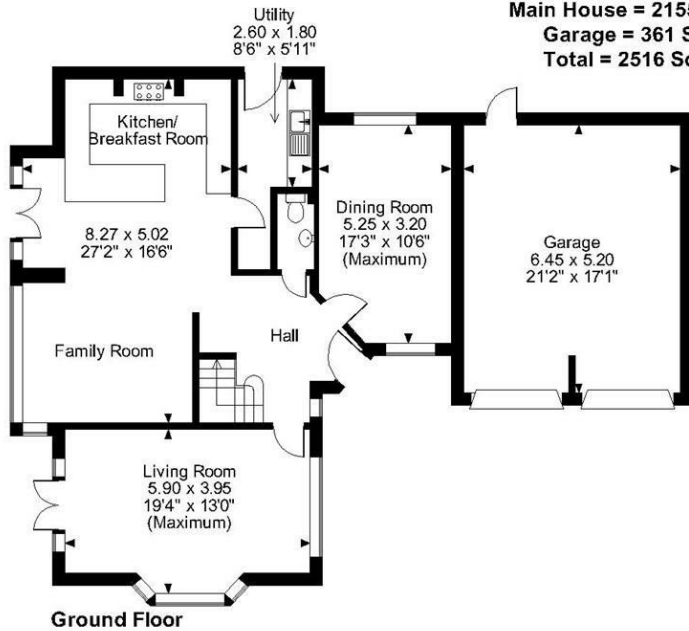 Main House = 2155
Garage = 361 S
Total = 2516 Sq
Utility
2.60 x 1.80
8'6" x 5'11"
Kitchen/
Breakfast Room
8.27 x 5.02
27'2" x 16'6"
Dining Room
5.25 x 3.20
17'3" x 10'6"
(Maximum)
Garage
6.45 x 5.20
21'2" x 17'1"
Hall
Family Room
Living Room
5.90 x 3.95
19'4" x 13'0"
(Maximum)
Ground Floor